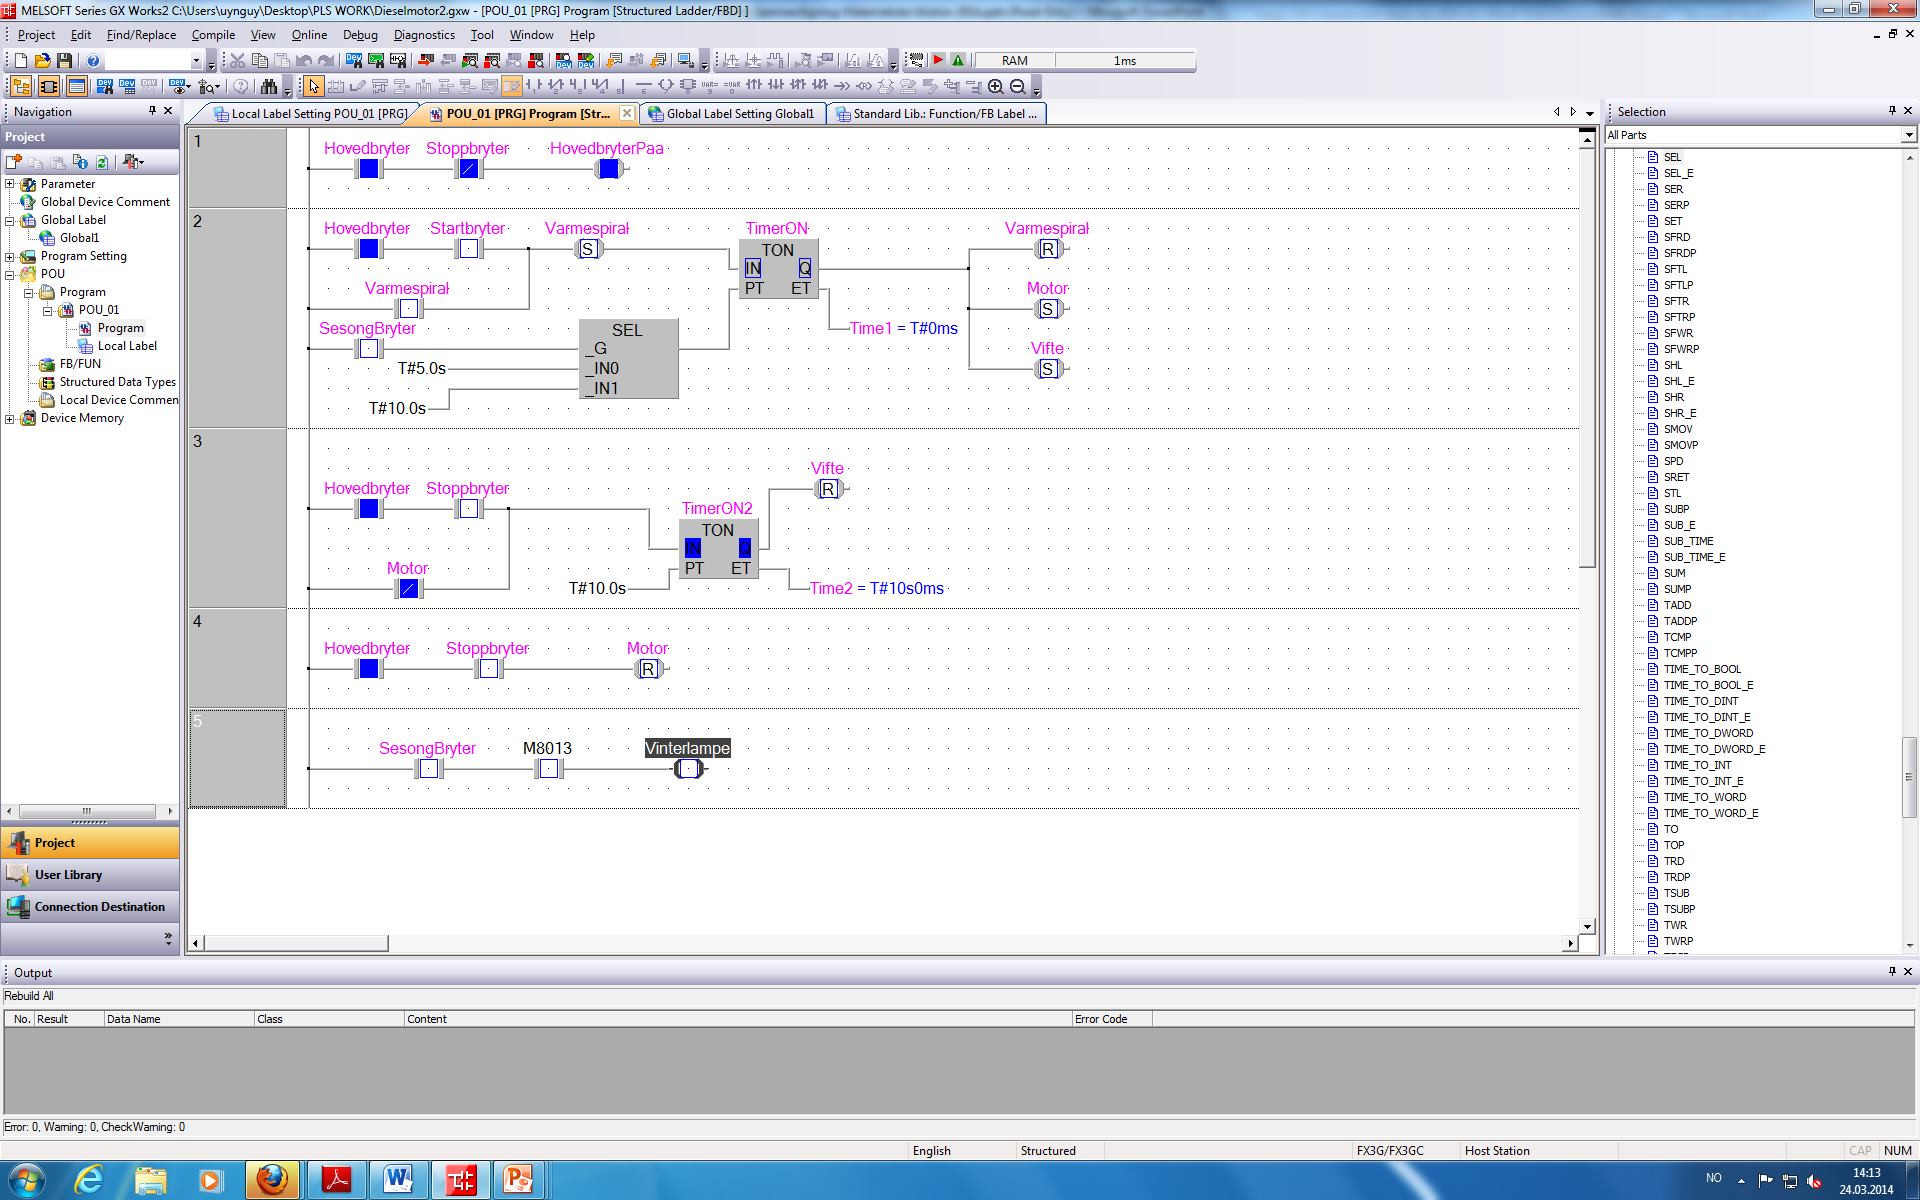 MELSOFT Series GX Works2 C:\Users\uynguy\Desktop\PLS WORK\Dieselmotor2.gxw - [POU_01 [PRG] Program [Structured Ladder/FBD] ]
Project Edit Find/Replace Compile View Online Debug Diagnostics Tool Window Help
RAM 1ms
Navigation
Project
Parameter
Global Device Comment
Global Label
Global1
Program Setting
POU
Program
POU_01
Program
Local Label
FB/FUN
Structured Data Types
Local Device Commen
Device Memory
Project
User Library
Connection Destination
Local Label Setting POU_01 [PRG] POU_01 [PRG] Program [Str... Global Label Setting Global1 Standard Lib.: Function/FB Label ...
1
Hovedbryter Stoppbryter HovedbryterPaa
2
Hovedbryter Startbryter Varmespiral TimerON Varmespiral
S TON R
IN Q
Varmespiral PT ET Motor
S
SesongBryter SEL Time1 = T#0ms
_G Vifte
T#5.0s _IN0 S
_IN1
T#10.0s
3
Vifte
Hovedbryter Stoppbryter R
TimerON2
TON
IN Q
Motor PT ET
T#10.0s Time2 = T#10s0ms
4
Hovedbryter Stoppbryter Motor
R
5
SesongBryter M8013 Vinterlampe
Selection
All Parts
SEL
SEL_E
SER
SERP
SET
SFRD
SFRDP
SFTL
SFTLP
SFTR
SFTRP
SFWR
SFWRP
SHL
SHL_E
SHR
SHR_E
SMOV
SMOVP
SPD
SRET
STL
SUBP
SUB_E
SUB_TIME
SUB_TIME_E
SUM
SUMP
TADD
TADDP
TCMP
TCMPP
TIME_TO_BOOL
TIME_TO_BOOL_E
TIME_TO_DINT
TIME_TO_DINT_E
TIME_TO_DWORD
TIME_TO_DWORD_E
TIME_TO_INT
TIME_TO_INT_E
TIME_TO_WORD
TIME_TO_WORD_E
TO
TOP
TRD
TRDP
TSUB
TSUBP
TWR
TWRP
Output
Rebuild All
No. Result Data Name Class Content Error Code
Error: 0, Warning: 0, CheckWarning: 0
English Structured FX3G/FX3GC Host Station CAP NUM
NO 14:13
24.03.2014